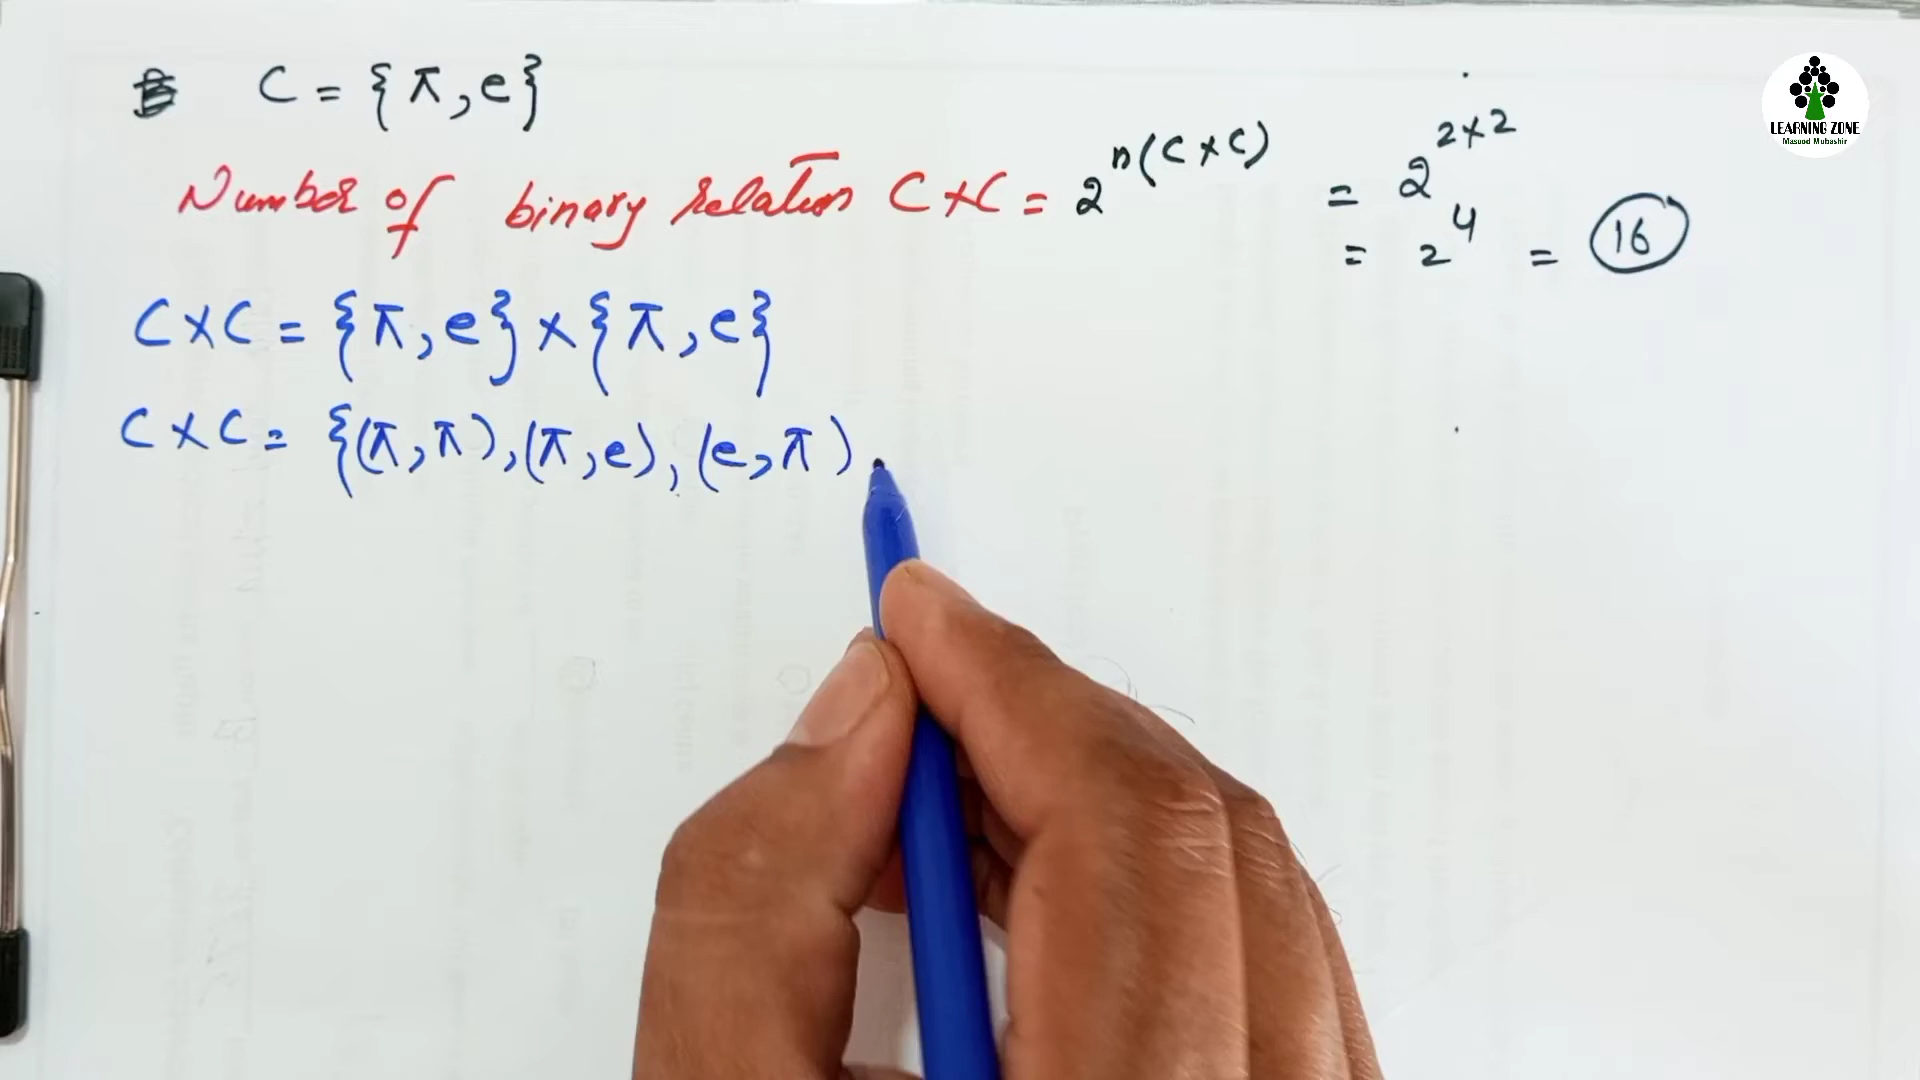 C = {π, e}
Number of binary relation C×C = 2^n(C×C) = 2^2×2
= 2^4 = 16
C×C = {π, e} × {π, e}
C×C = {(π, π), (π, e), (e, π)
LEARNING ZONE
Masood Mubashir